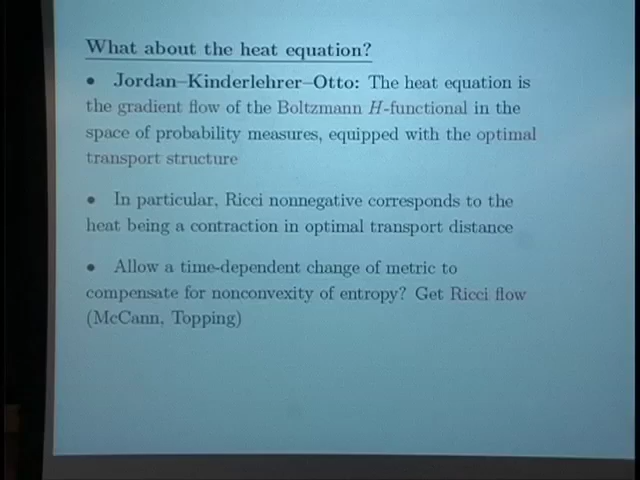 What about the heat equation?
• Jordan–Kinderlehrer–Otto: The heat equation is
the gradient flow of the Boltzmann H-functional in the
space of probability measures, equipped with the optimal
transport structure
• In particular, Ricci nonnegative corresponds to the
heat being a contraction in optimal transport distance
• Allow a time-dependent change of metric to
compensate for nonconvexity of entropy? Get Ricci flow
(McCann, Topping)